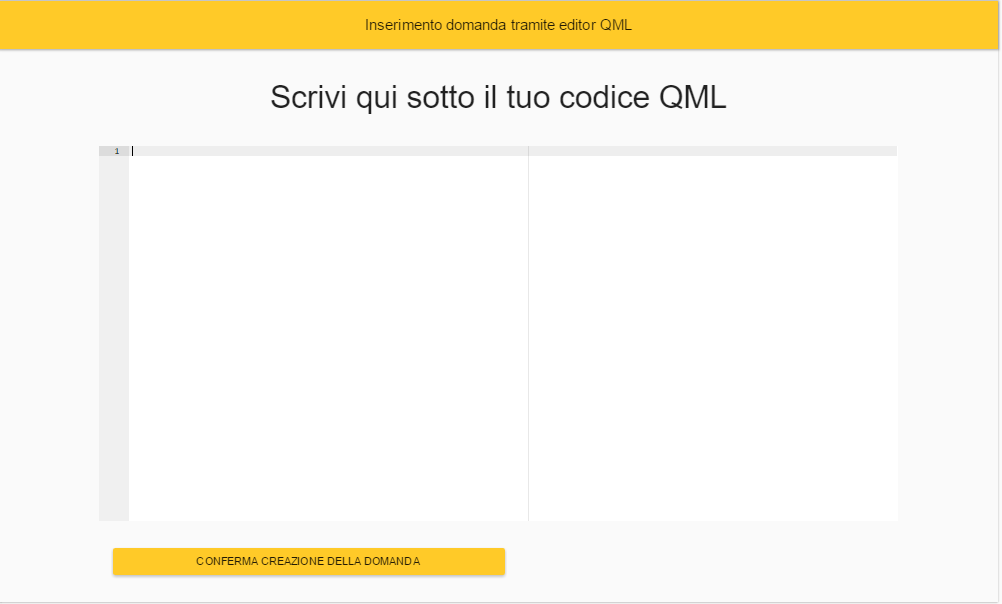 Inserimento domanda tramite editor QML
Scrivi qui sotto il tuo codice QML
1
CONFERMA CREAZIONE DELLA DOMANDA